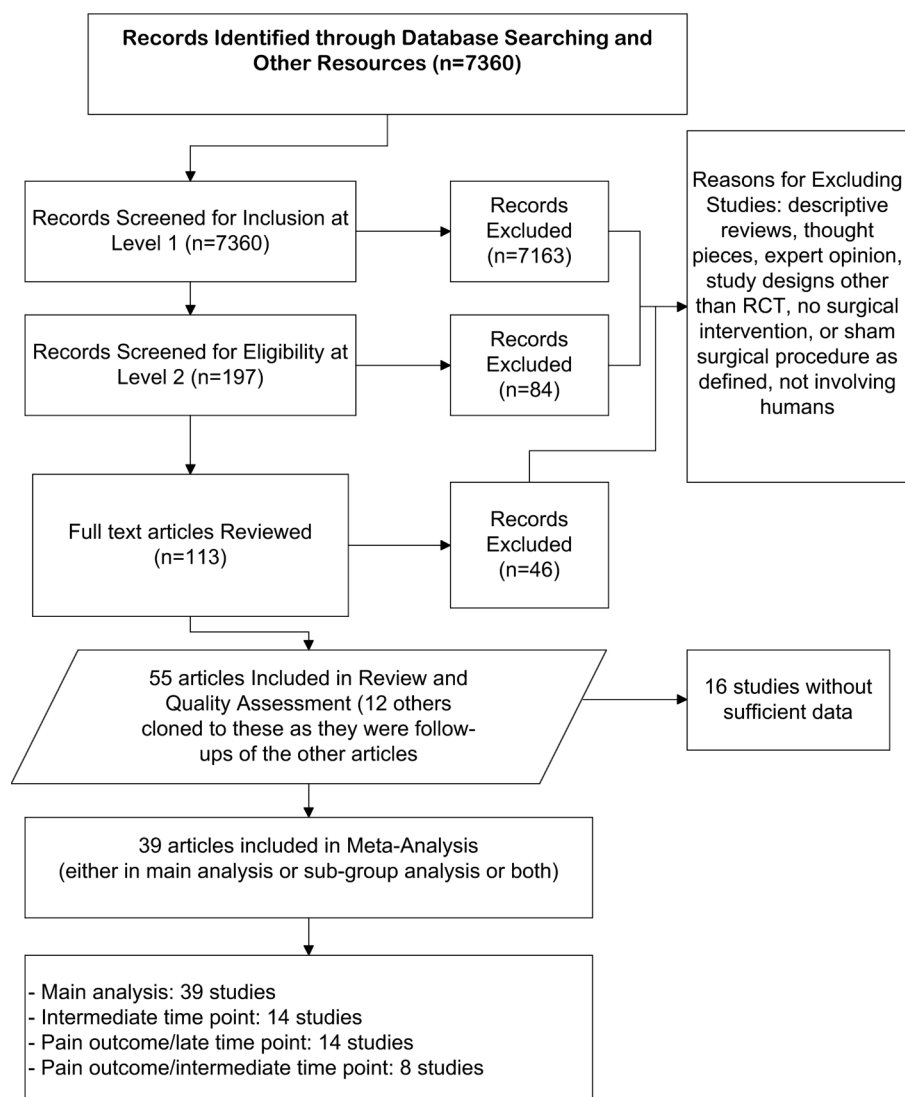 Records Identified through Database Searching and
Other Resources (n=7360)
Records Screened for Inclusion at
Level 1 (n=7360)
Records
Excluded
(n=7163)
Reasons for Excluding
Studies: descriptive
reviews, thought
pieces, expert opinion,
study designs other
than RCT, no surgical
intervention, or sham
surgical procedure as
defined, not involving
humans
Records Screened for Eligibility at
Level 2 (n=197)
Records
Excluded
(n=84)
Full text articles Reviewed
(n=113)
Records
Excluded
(n=46)
55 articles Included in Review and
Quality Assessment (12 others
cloned to these as they were follow-
ups of the other articles
16 studies without
sufficient data
39 articles included in Meta-Analysis
(either in main analysis or sub-group analysis or both)
- Main analysis: 39 studies
- Intermediate time point: 14 studies
- Pain outcome/late time point: 14 studies
- Pain outcome/intermediate time point: 8 studies